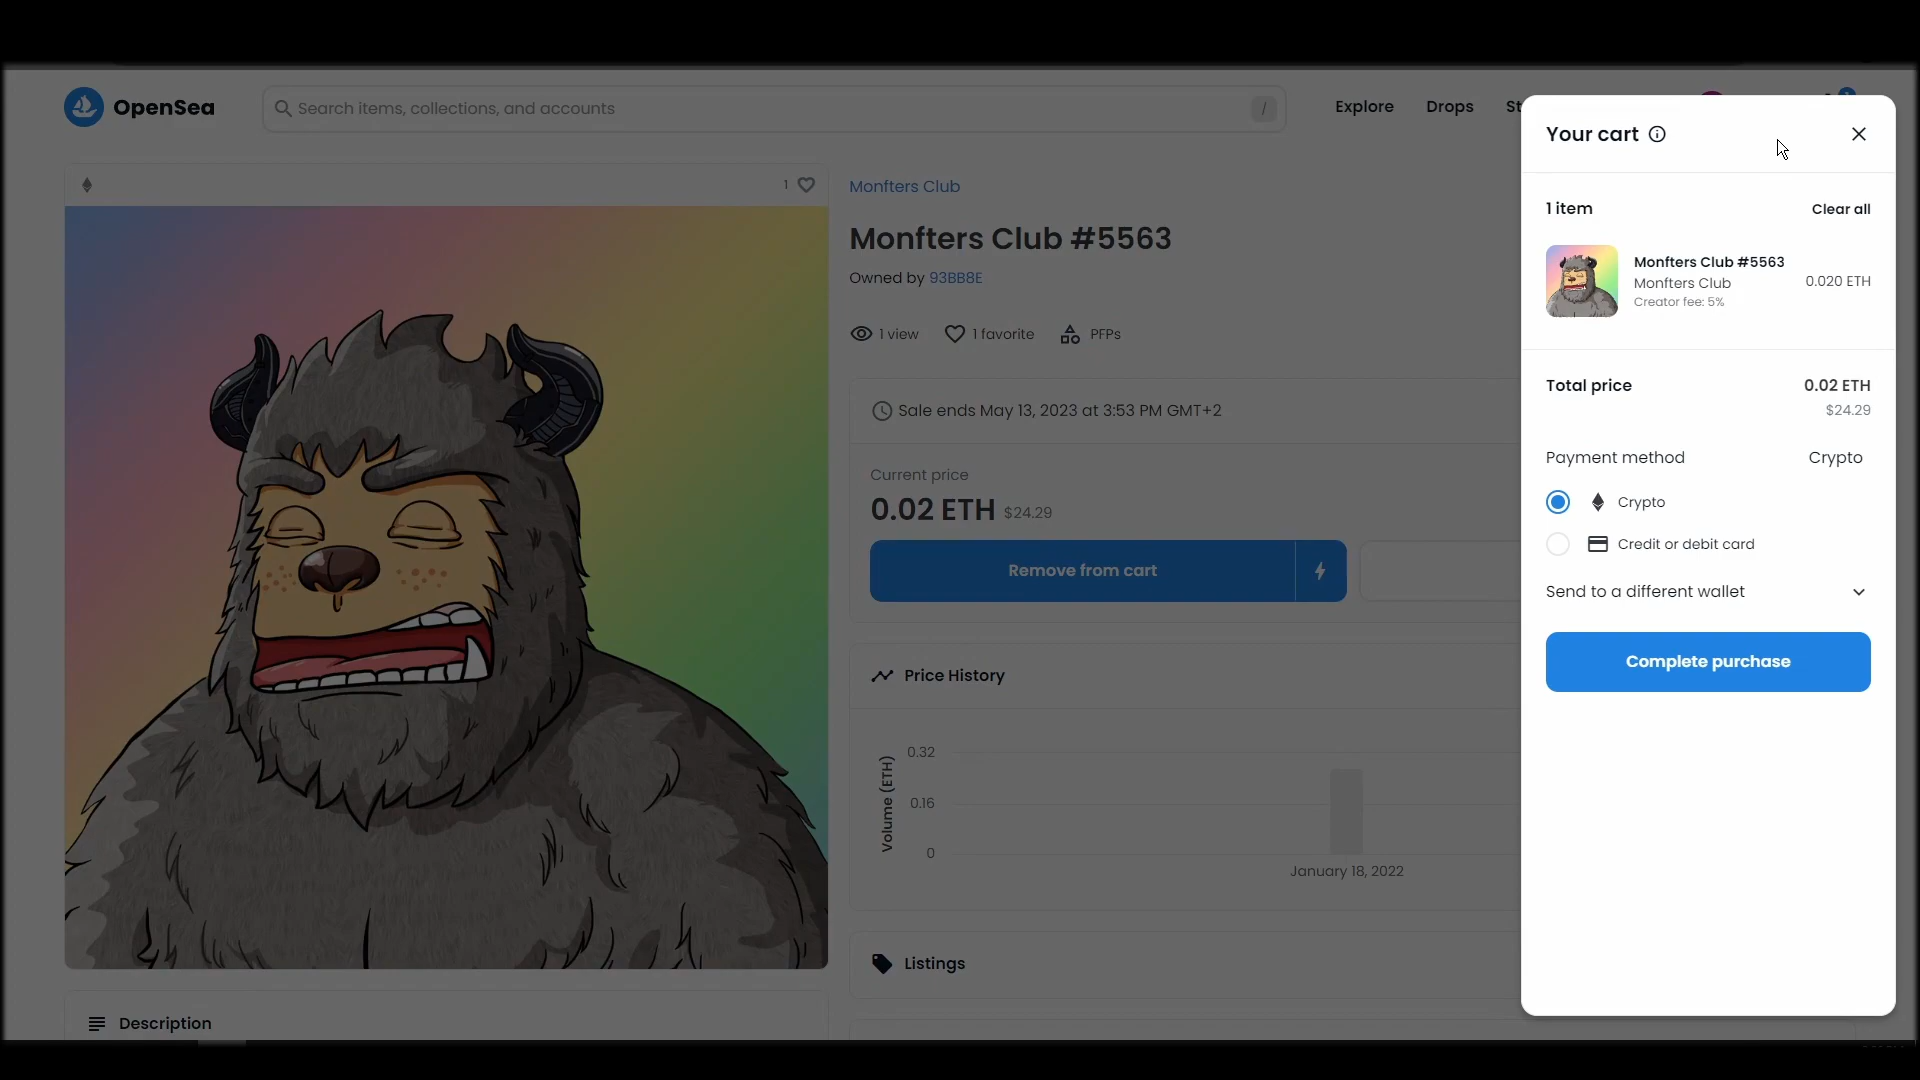 OpenSea
Search items, collections, and accounts
/
Explore
Drops
St
Your cart
1 item
Clear all
Monfters Club #5563
Monfters Club
Creator fee: 5%
0.020 ETH
Total price
0.02 ETH
$24.29
Payment method
Crypto
Crypto
Credit or debit card
Send to a different wallet
Complete purchase
1
Monfters Club
Monfters Club #5563
Owned by 93BB8E
1 view
1 favorite
PFPs
Sale ends May 13, 2023 at 3:53 PM GMT+2
Current price
0.02 ETH $24.29
Remove from cart
Price History
Volume (ETH)
0.32
0.16
0
January 18, 2022
Listings
Description